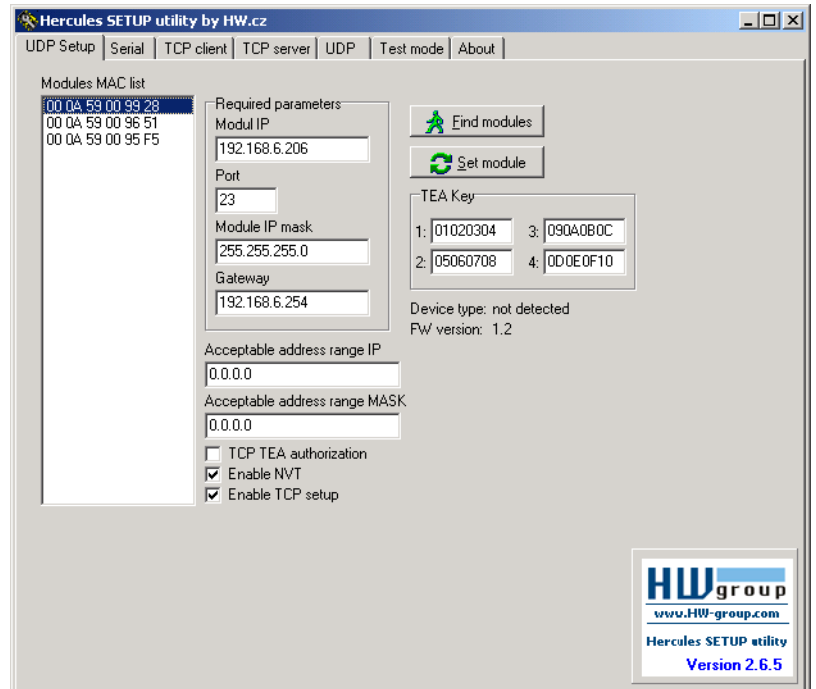 Hercules SETUP utility by HW.cz
UDP Setup Serial TCP client TCP server UDP Test mode About
Modules MAC list
00 0A 59 00 99 28
00 0A 59 00 96 51
00 0A 59 00 95 F5
Required parameters
Modul IP
192.168.6.206
Port
23
Module IP mask
255.255.255.0
Gateway
192.168.6.254
Acceptable address range IP
0.0.0.0
Acceptable address range MASK
0.0.0.0
TCP TEA authorization
Enable NVT
Enable TCP setup
Find modules
Set module
TEA Key
1: 01020304 3: 090A0B0C
2: 05060708 4: 0D0E0F10
Device type: not detected
FW version: 1.2
HW group
www.HW-group.com
Hercules SETUP utility
Version 2.6.5